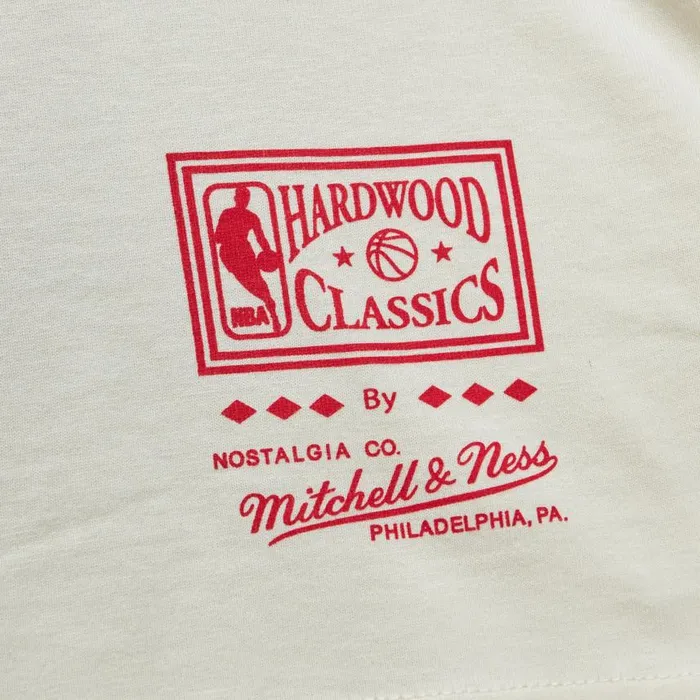 HARDWOOD
CLASSICS
NBA
By
NOSTALGIA CO.
Mitchell & Ness
PHILADELPHIA, PA.